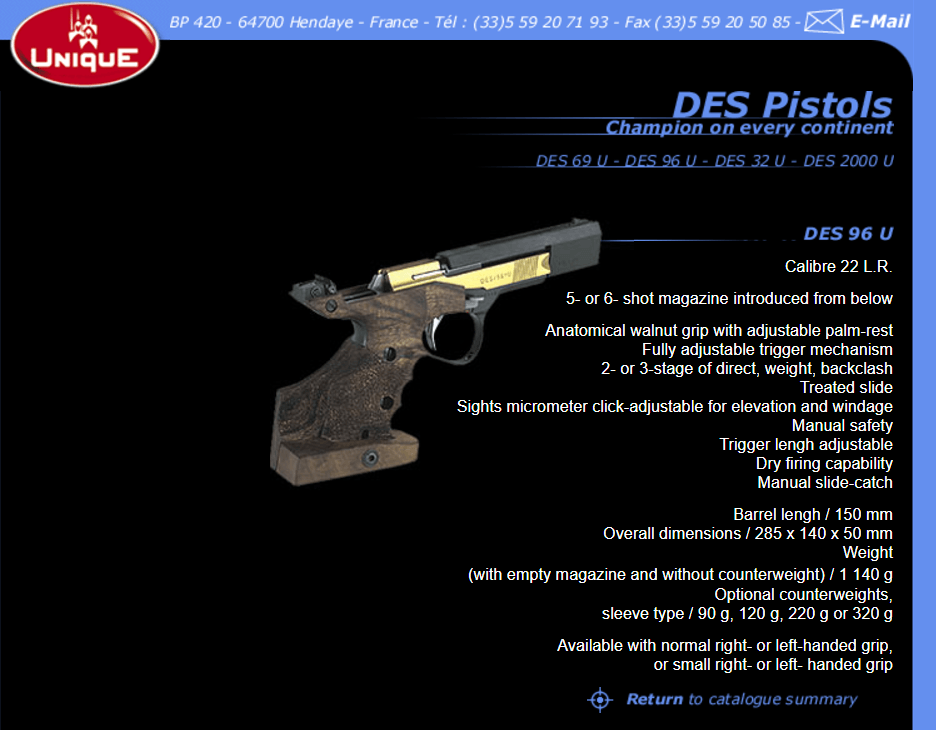 UNIQUE
BP 420 - 64700 Hendaye - France - Tél : (33)5 59 20 71 93 - Fax (33)5 59 20 50 85 - E-Mail
DES Pistols
Champion on every continent
DES 69 U - DES 96 U - DES 32 U - DES 2000 U
DES 96 U
Calibre 22 L.R.
5- or 6- shot magazine introduced from below
Anatomical walnut grip with adjustable palm-rest
Fully adjustable trigger mechanism
2- or 3-stage of direct, weight, backclash
Treated slide
Sights micrometer click-adjustable for elevation and windage
Manual safety
Trigger lengh adjustable
Dry firing capability
Manual slide-catch
Barrel lengh / 150 mm
Overall dimensions / 285 x 140 x 50 mm
Weight
(with empty magazine and without counterweight) / 1 140 g
Optional counterweights,
sleeve type / 90 g, 120 g, 220 g or 320 g
Available with normal right- or left-handed grip,
or small right- or left- handed grip
Return to catalogue summary